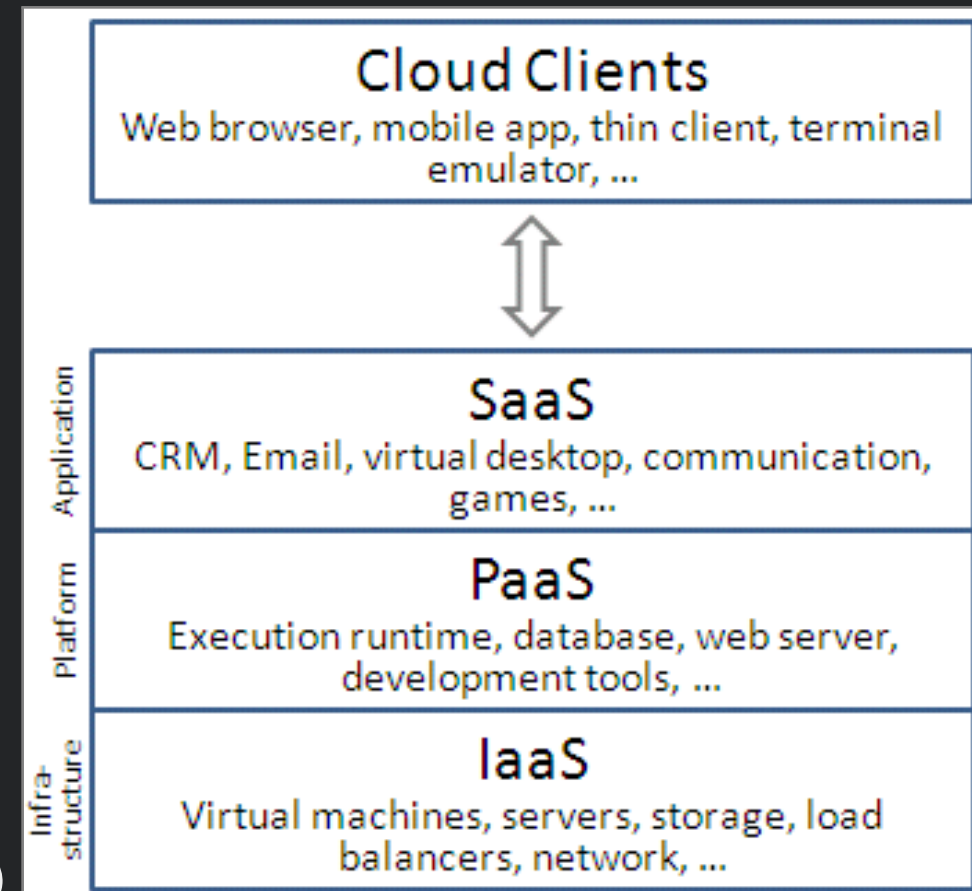 Cloud Clients
Web browser, mobile app, thin client, terminal
emulator, ...
Application
SaaS
CRM, Email, virtual desktop, communication,
games, ...
Platform
PaaS
Execution runtime, database, web server,
development tools, ...
Infra-
structure
IaaS
Virtual machines, servers, storage, load
balancers, network, ...